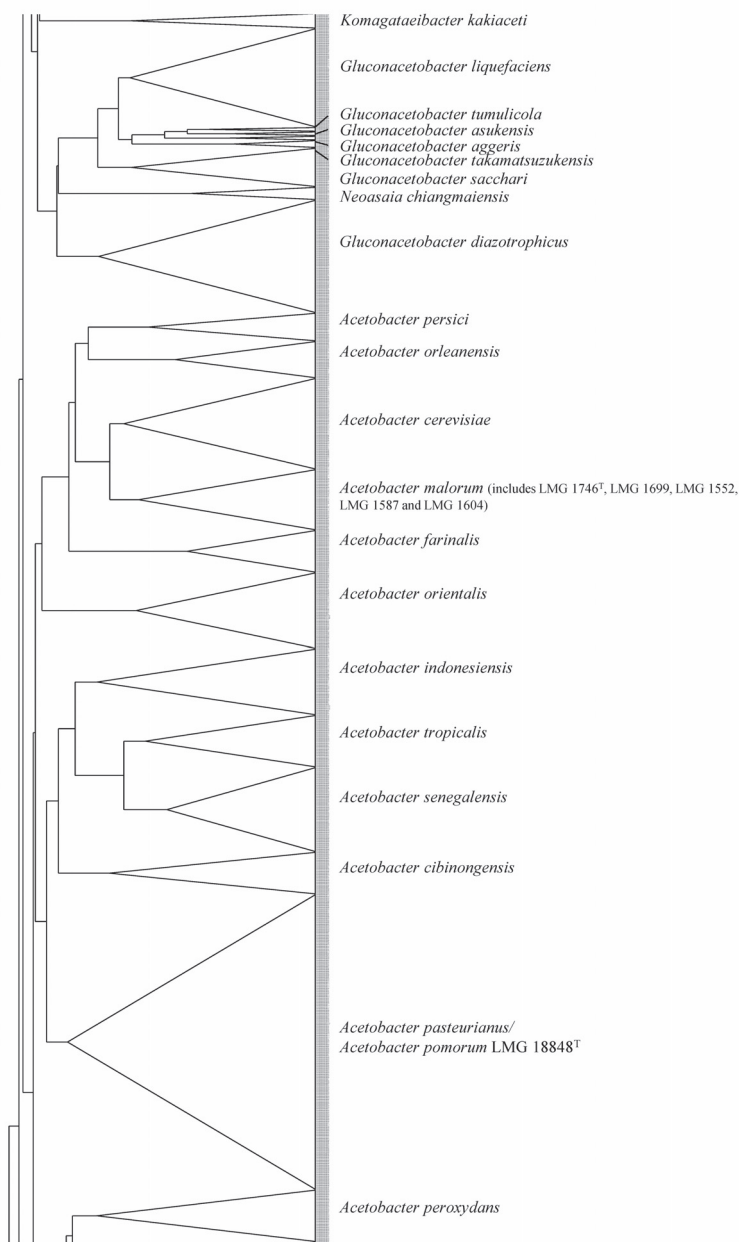 Komagataeibacter kakiaceti
Gluconacetobacter liquefaciens
Gluconacetobacter tumulicola
Gluconacetobacter asukensis
Gluconacetobacter aggeris
Gluconacetobacter takamatsuzukensis
Gluconacetobacter sacchari
Neoasaia chiangmaiensis
Gluconacetobacter diazotrophicus
Acetobacter persici
Acetobacter orleanensis
Acetobacter cerevisiae
Acetobacter malorum (includes LMG 1746ᵀ, LMG 1699, LMG 1552,
LMG 1587 and LMG 1604)
Acetobacter farinalis
Acetobacter orientalis
Acetobacter indonesiensis
Acetobacter tropicalis
Acetobacter senegalensis
Acetobacter cibinongensis
Acetobacter pasteurianus/
Acetobacter pomorum LMG 18848ᵀ
Acetobacter peroxydans